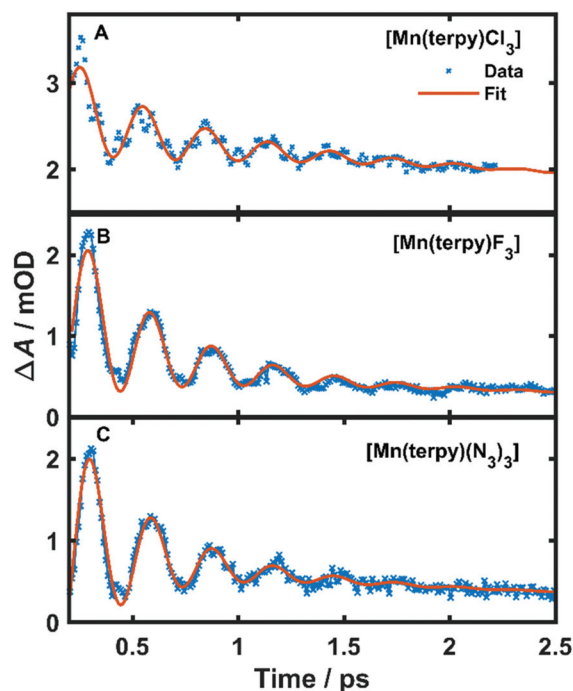 A
[Mn(terpy)Cl3]
Data
Fit
3
2
B
[Mn(terpy)F3]
2
1
0
ΔA / mOD
C
[Mn(terpy)(N3)3]
2
1
0
0.5 1 1.5 2 2.5
Time / ps